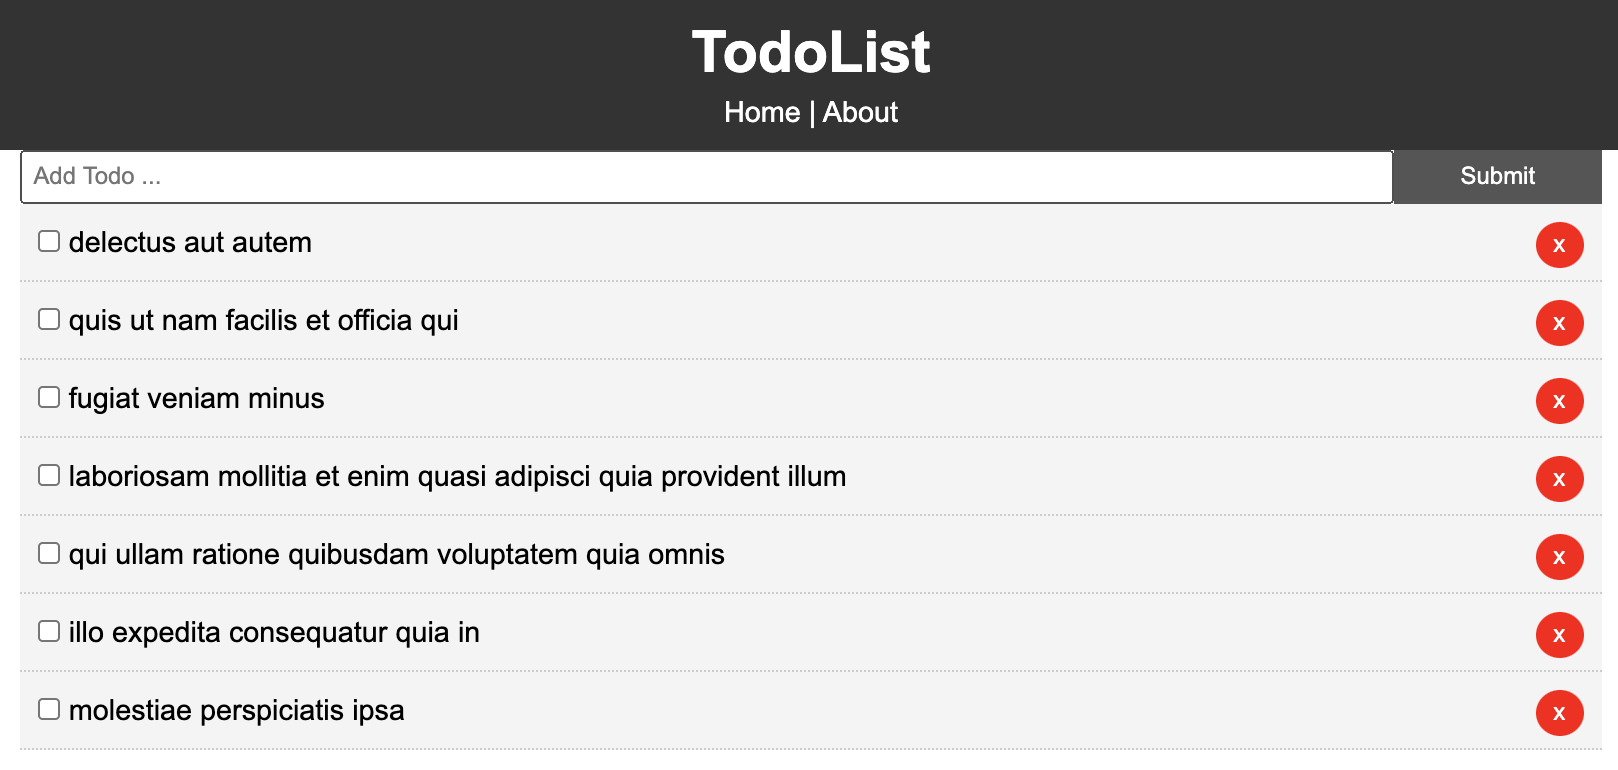 TodoList
Home | About
Add Todo ...
Submit
delectus aut autem
x
quis ut nam facilis et officia qui
x
fugiat veniam minus
x
laboriosam mollitia et enim quasi adipisci quia provident illum
x
qui ullam ratione quibusdam voluptatem quia omnis
x
illo expedita consequatur quia in
x
molestiae perspiciatis ipsa
x